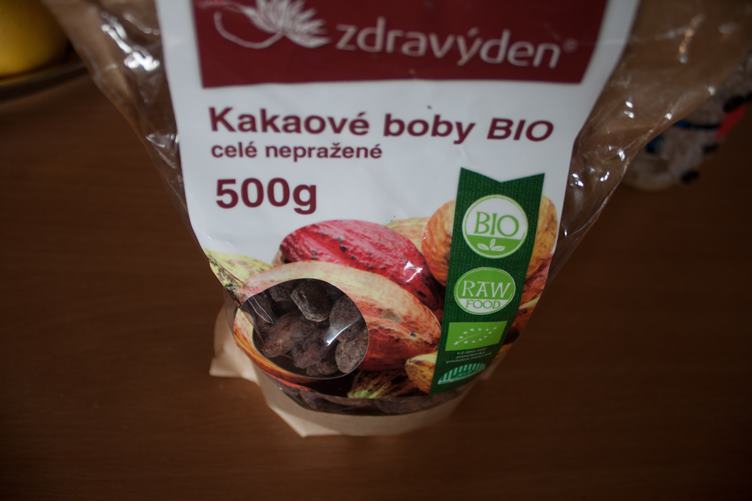 zdravýden®
Kakaové boby BIO
celé nepražené
500g
BIO
RAW
FOOD